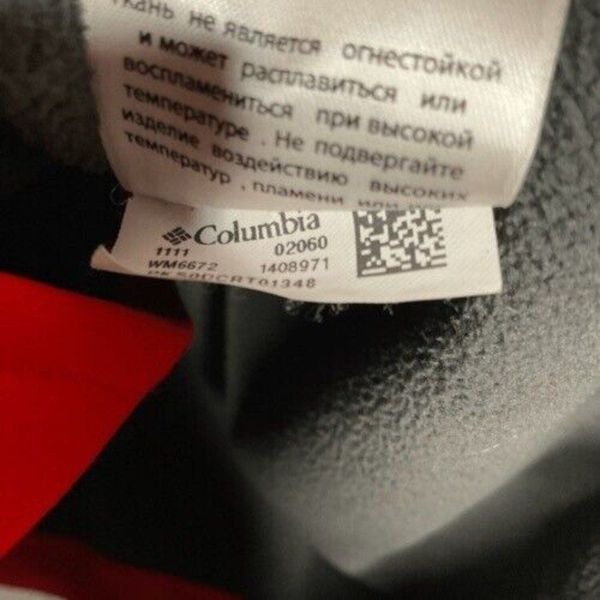 ткань не является огнестойкой
и может расплавиться или
воспламениться при высокой
температуре . Не подвергайте
изделие воздействию высоких
температур , пламени или
Columbia
1111 02060
WM6672 1408971